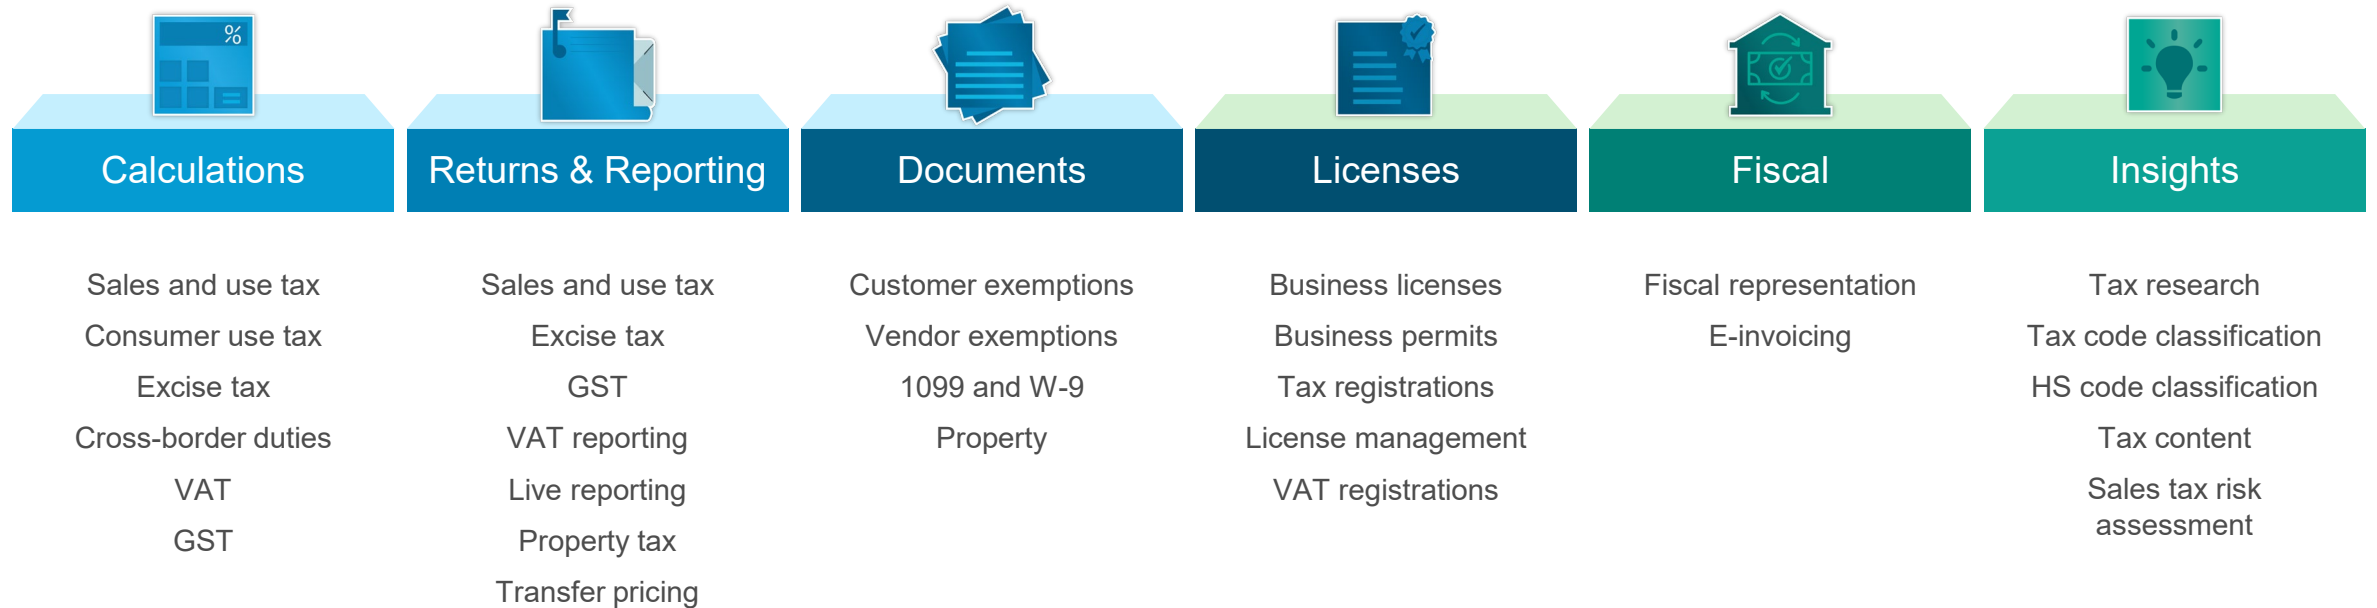 %
Calculations
Sales and use tax
Consumer use tax
Excise tax
Cross-border duties
VAT
GST
Returns & Reporting
Sales and use tax
Excise tax
GST
VAT reporting
Live reporting
Property tax
Transfer pricing
Documents
Customer exemptions
Vendor exemptions
1099 and W-9
Property
Licenses
Business licenses
Business permits
Tax registrations
License management
VAT registrations
Fiscal
Fiscal representation
E-invoicing
Insights
Tax research
Tax code classification
HS code classification
Tax content
Sales tax risk
assessment